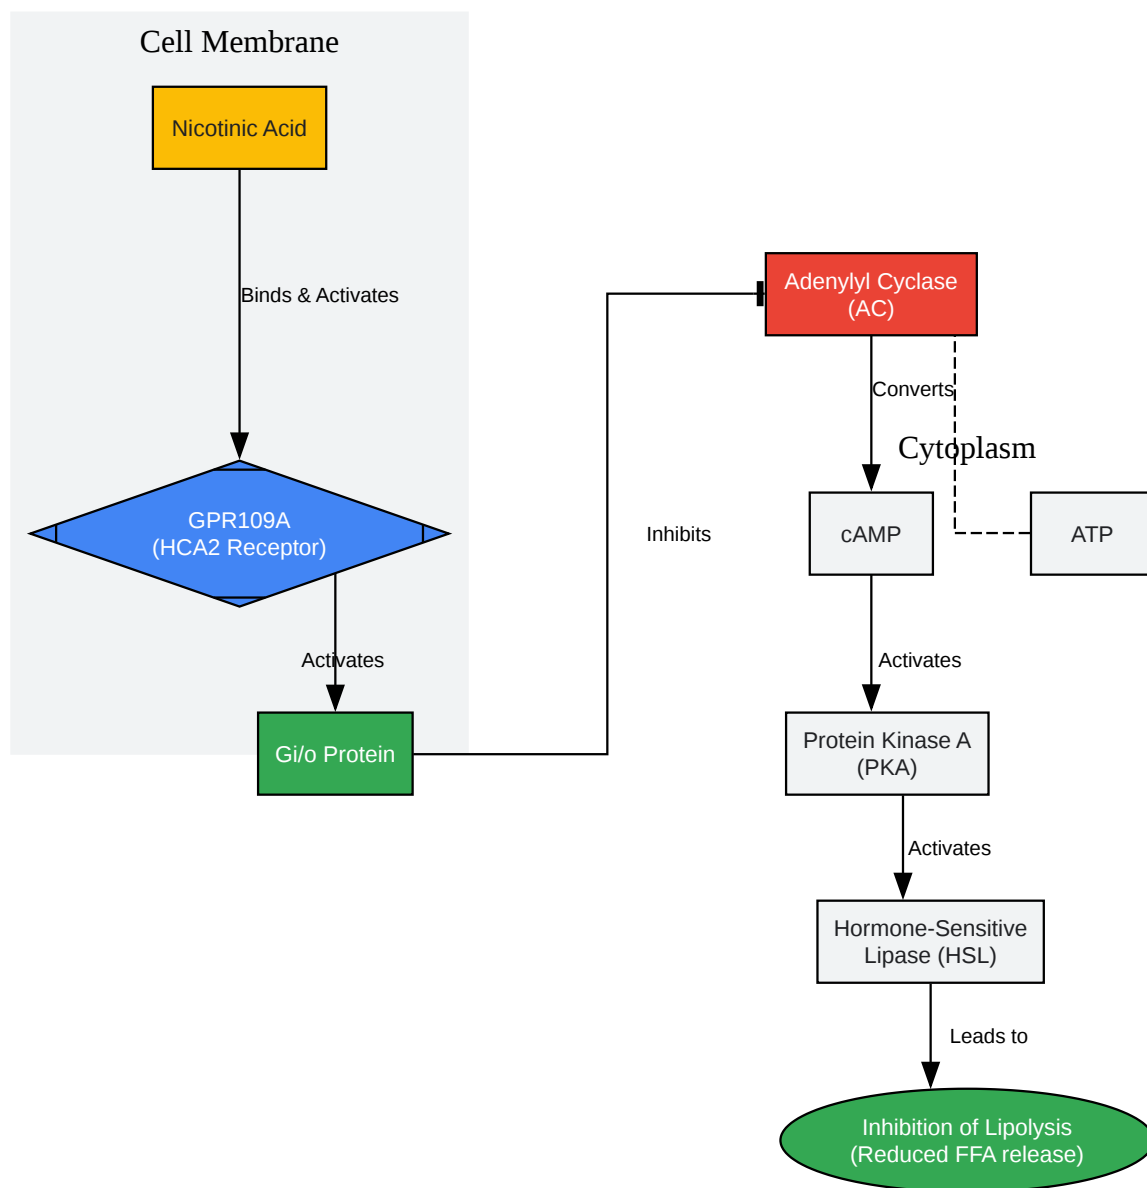 Cell Membrane
Nicotinic Acid
Binds & Activates
GPR109A
(HCA2 Receptor)
Activates
Gi/o Protein
Inhibits
Adenylyl Cyclase
(AC)
Converts
Cytoplasm
cAMP
ATP
Activates
Protein Kinase A
(PKA)
Activates
Hormone-Sensitive
Lipase (HSL)
Leads to
Inhibition of Lipolysis
(Reduced FFA release)